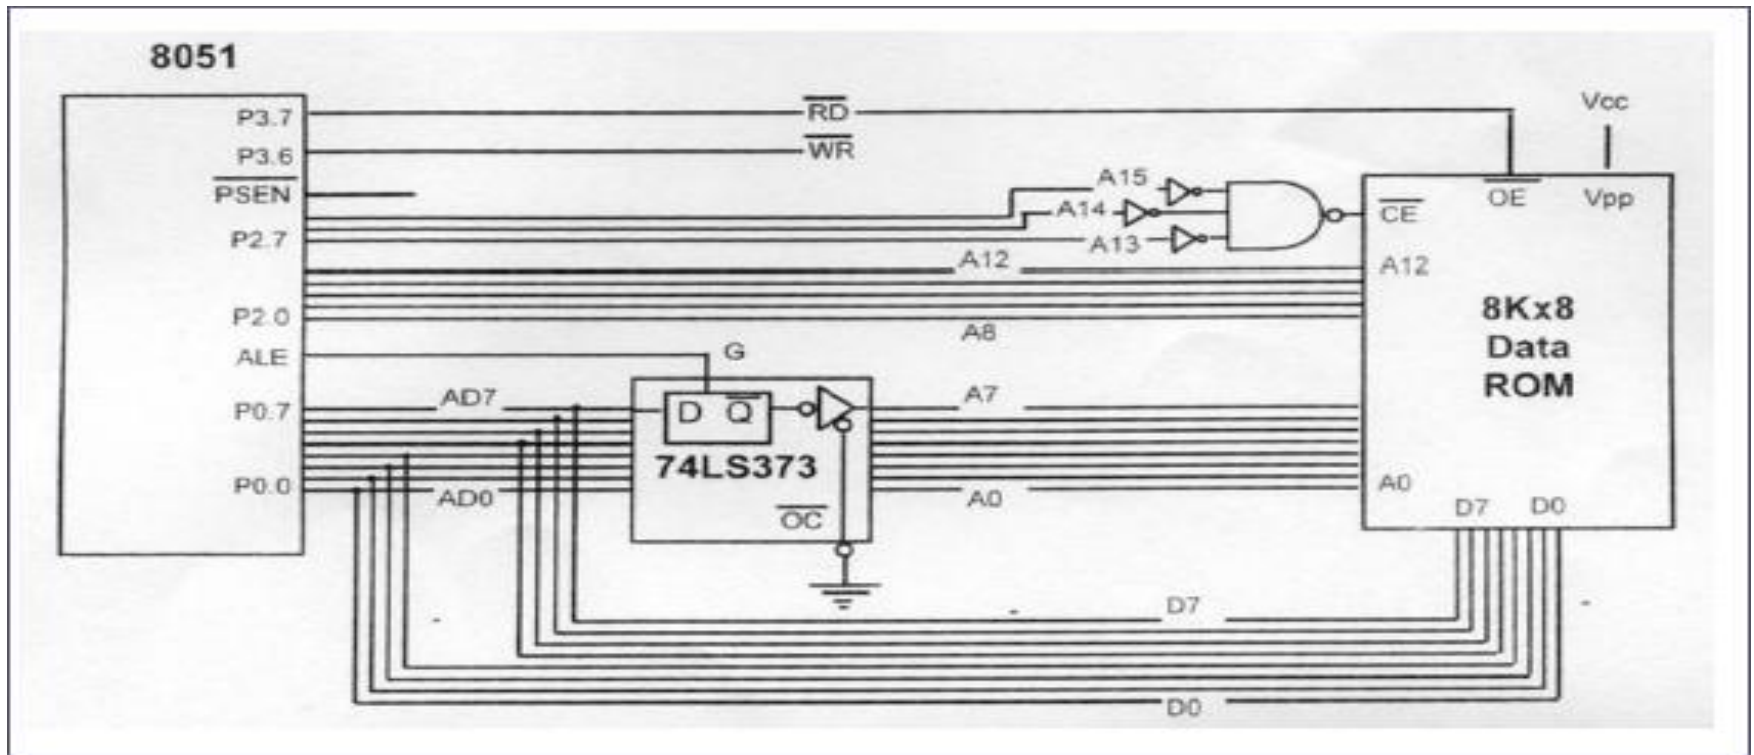 8051
P3.7
P3.6
PSEN
P2.7
P2.0
ALE
P0.7
P0.0
RD
WR
A15
A14
A13
A12
A8
G
AD7
AD0
D Q
74LS373
OC
A7
A0
Vcc
CE
OE
Vpp
A12
8Kx8
Data
ROM
A0
D7 D0
D7
D0